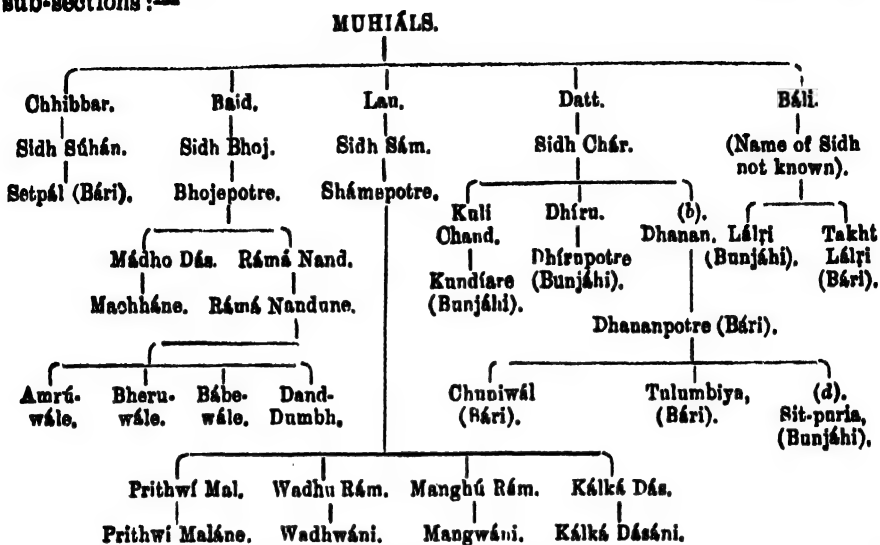 sub-sections:—
MUHIÁLS.
Chhibbar. Baid. Lau. Datt. Báli.
Sidh Súhán. Sidh Bhoj. Sidh Sám. Sidh Chár. (Name of Sidh
not known).
Setpál (Bári). Bhojepotre. Shámepotre.
Kuli Dhíru. (b).
Chand. Dhanan. Lálṛi Takht
Mádho Dás. Rámá Nand. Dhírupotre (Bunjáhi). Lálṛi
Kundíare (Bunjáhi). (Bári).
Machháne. Rámá Nandune. (Bunjáhi).
Dhananpotre (Bári).
Amrú- Bheru- Bábe- Dand- Chuniwál Tulumbiya, (d).
wále. wále. wále. Dumbh. (Bári). (Bári). Sit-puria,
(Bunjáhi).
Prithwí Mal. Wadhu Rám. Manghú Rám. Kálká Dás.
Prithwí Maláne. Wadhwáni. Mangwáni. Kálká Dásáni.